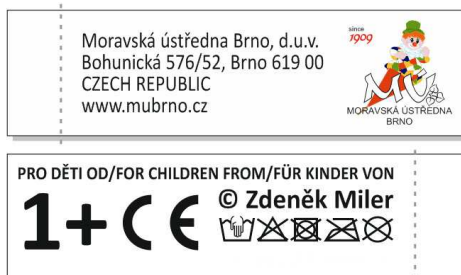 Moravská ústředna Brno, d.u.v.
Bohunická 576/52, Brno 619 00
CZECH REPUBLIC
www.mubrno.cz
since
1909
MÚ
MORAVSKÁ ÚSTŘEDNA
BRNO
PRO DĚTI OD/FOR CHILDREN FROM/FÜR KINDER VON
1+ CE
© Zdeněk Miler